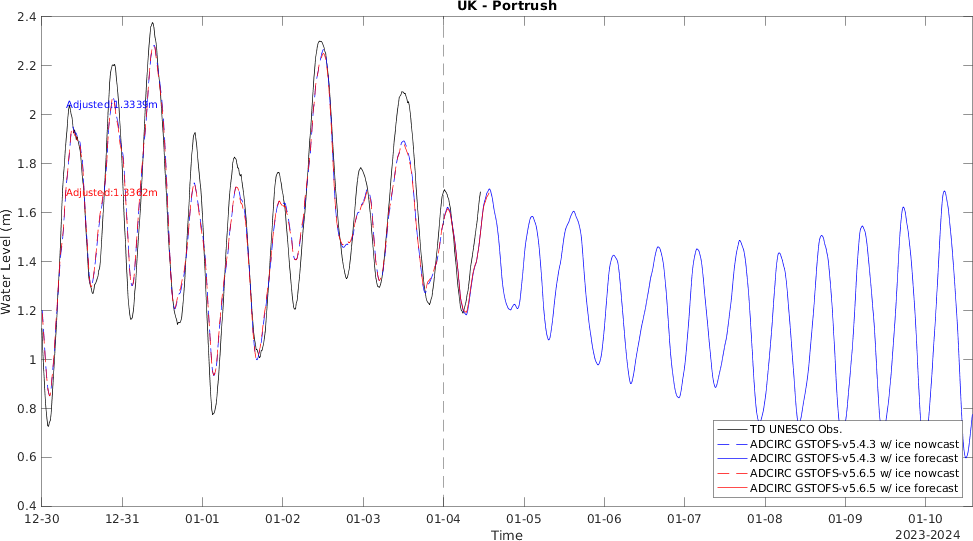 UK - Portrush
2.4
2.2
2
1.8
1.6
1.4
1.2
1
0.8
0.6
0.4
Water Level (m)
Adjusted:1.3339m
Adjusted:1.3362m
TD UNESCO Obs.
ADCIRC GSTOFS-v5.4.3 w/ ice nowcast
ADCIRC GSTOFS-v5.4.3 w/ ice forecast
ADCIRC GSTOFS-v5.6.5 w/ ice nowcast
ADCIRC GSTOFS-v5.6.5 w/ ice forecast
12-30 12-31 01-01 01-02 01-03 01-04 01-05 01-06 01-07 01-08 01-09 01-10
Time
2023-2024